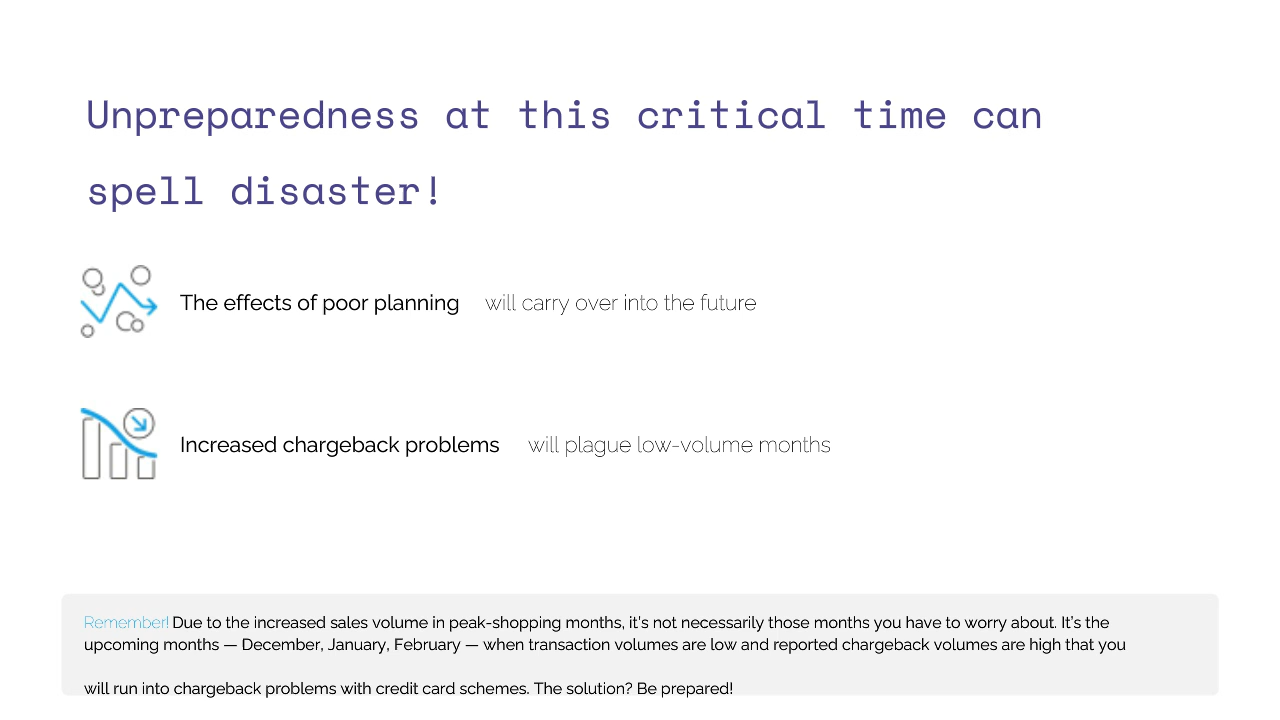 Unpreparedness at this critical time can
spell disaster!
The effects of poor planning will carry over into the future
Increased chargeback problems will plague low-volume months
Remember! Due to the increased sales volume in peak-shopping months, it's not necessarily those months you have to worry about. It's the
upcoming months — December, January, February — when transaction volumes are low and reported chargeback volumes are high that you
will run into chargeback problems with credit card schemes. The solution? Be prepared!